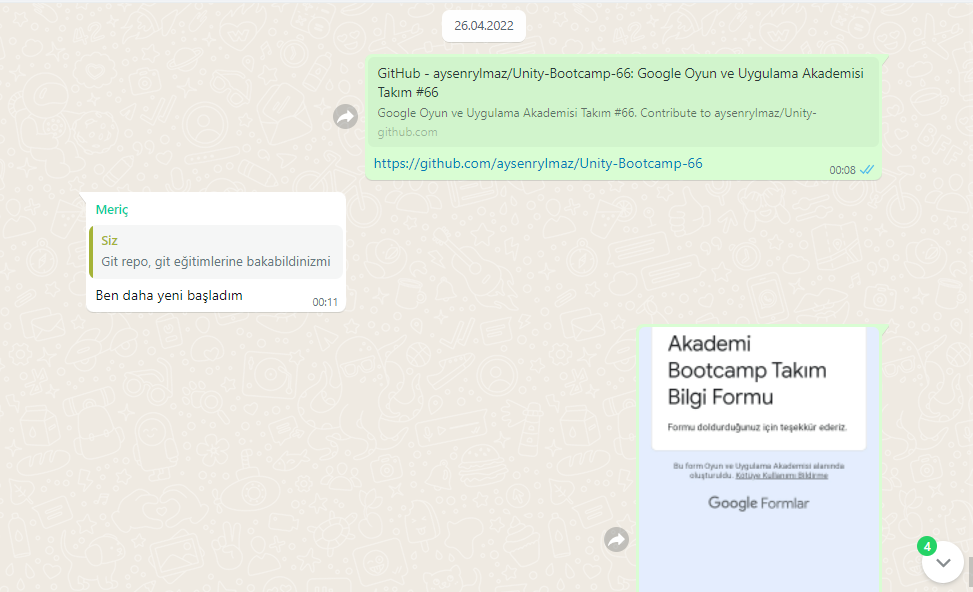 26.04.2022
GitHub - aysenrylmaz/Unity-Bootcamp-66: Google Oyun ve Uygulama Akademisi
Takım #66
Google Oyun ve Uygulama Akademisi Takım #66. Contribute to aysenrylmaz/Unity-
github.com
https://github.com/aysenrylmaz/Unity-Bootcamp-66
00:08
Meriç
Siz
Git repo, git eğitimlerine bakabildinizmi
Ben daha yeni başladım
00:11
Akademi
Bootcamp Takım
Bilgi Formu
Formu doldurduğunuz için teşekkür ederiz.
Bu form Oyun ve Uygulama Akademisi alanında
oluşturuldu. Kötüye Kullanımı Bildirme
Google Formlar
4